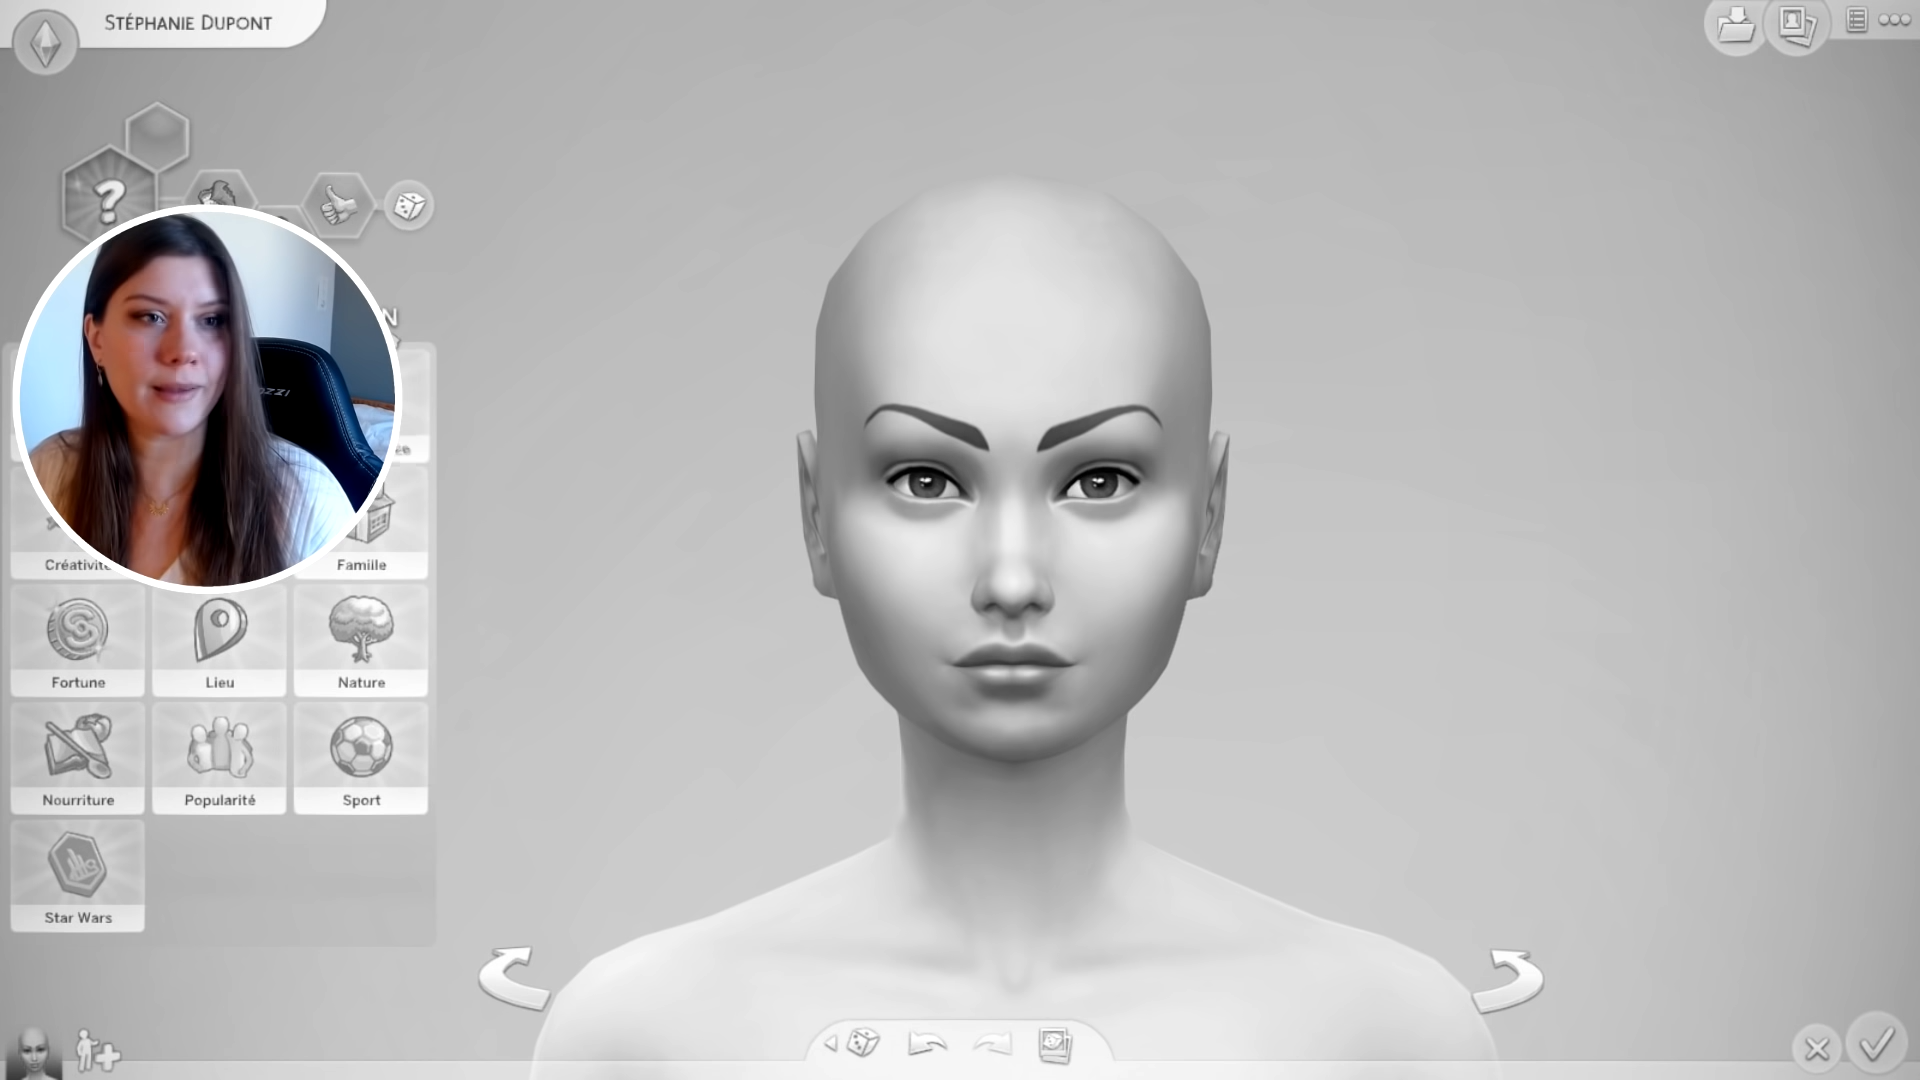 STÉPHANIE DUPONT
Créativité
Famille
Fortune
Lieu
Nature
Nourriture
Popularité
Sport
Star Wars